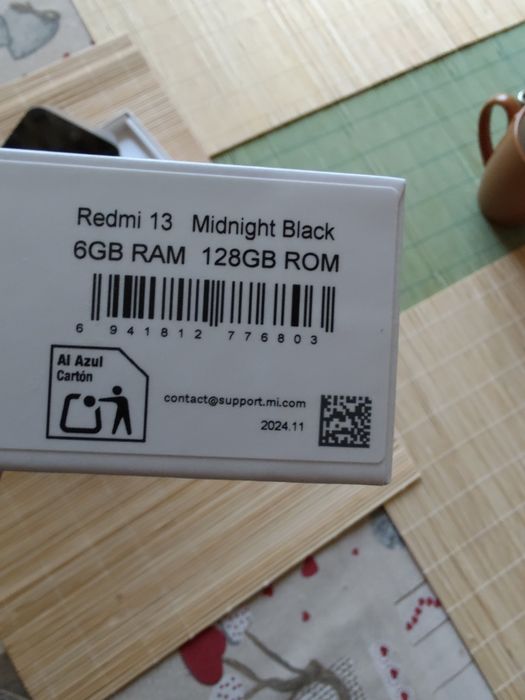 Redmi 13 Midnight Black
6GB RAM 128GB ROM
6 941812 776803
Al Azul
Cartón
contact@support.mi.com
2024.11